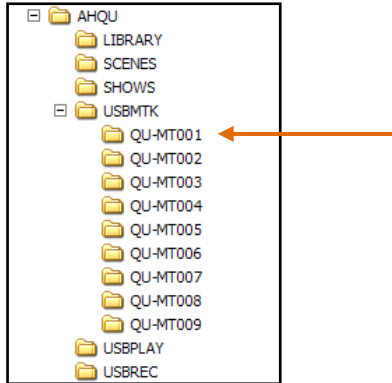 AHQU
LIBRARY
SCENES
SHOWS
USBMTK
QU-MT001
QU-MT002
QU-MT003
QU-MT004
QU-MT005
QU-MT006
QU-MT007
QU-MT008
QU-MT009
USBPLAY
USBREC